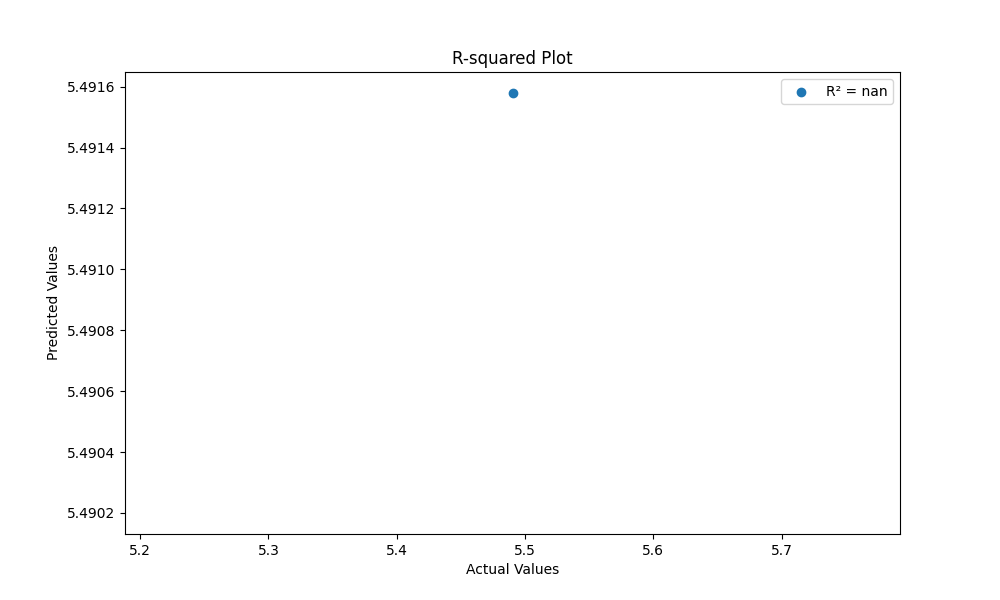 R-squared Plot
R² = nan
5.4916
5.4914
5.4912
5.4910
5.4908
5.4906
5.4904
5.4902
Predicted Values
5.2 5.3 5.4 5.5 5.6 5.7
Actual Values